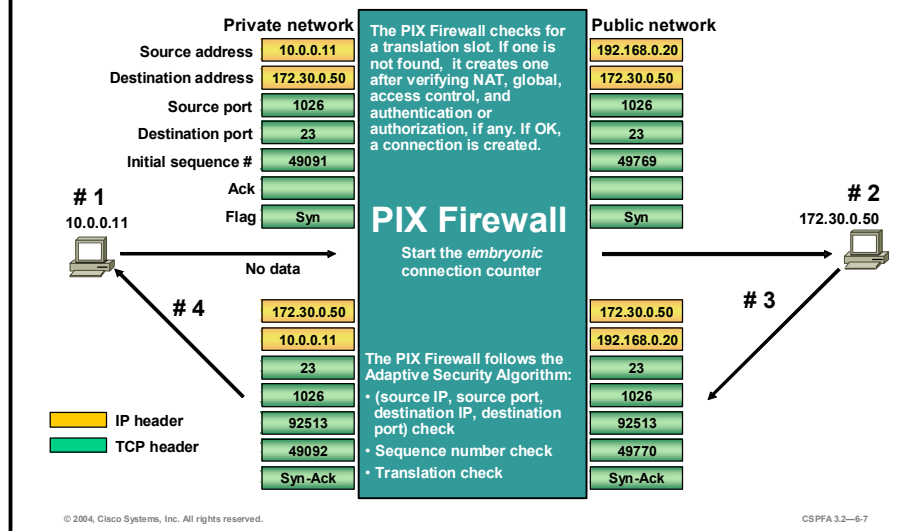 Private network
Public network
Source address
10.0.0.11
Destination address
172.30.0.50
Source port
1026
Destination port
23
Initial sequence #
49091
Ack
Flag
Syn
The PIX Firewall checks for
a translation slot. If one is
not found, it creates one
after verifying NAT, global,
access control, and
authentication or
authorization, if any. If OK,
a connection is created.
192.168.0.20
172.30.0.50
1026
23
49769
Syn
# 1
10.0.0.11
PIX Firewall
Start the embryonic
connection counter
# 2
172.30.0.50
No data
# 4
# 3
172.30.0.50
10.0.0.11
23
1026
92513
49092
Syn-Ack
The PIX Firewall follows the
Adaptive Security Algorithm:
• (source IP, source port,
destination IP, destination
port) check
• Sequence number check
• Translation check
172.30.0.50
192.168.0.20
23
1026
92513
49770
Syn-Ack
IP header
TCP header
© 2004, Cisco Systems, Inc. All rights reserved.
CSPFA 3.2—6-7